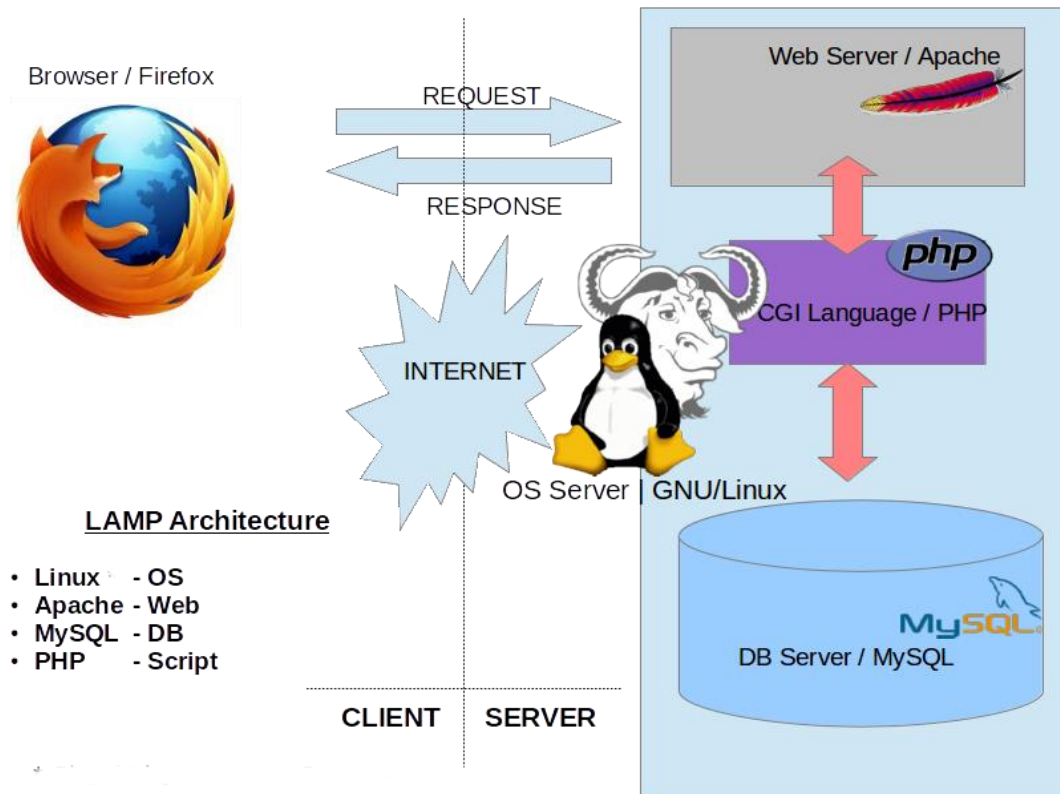 Browser / Firefox
REQUEST
RESPONSE
Web Server / Apache
php
CGI Language / PHP
INTERNET
OS Server | GNU/Linux
MySQL
DB Server / MySQL
LAMP Architecture
• Linux - OS
• Apache - Web
• MySQL - DB
• PHP - Script
CLIENT
SERVER